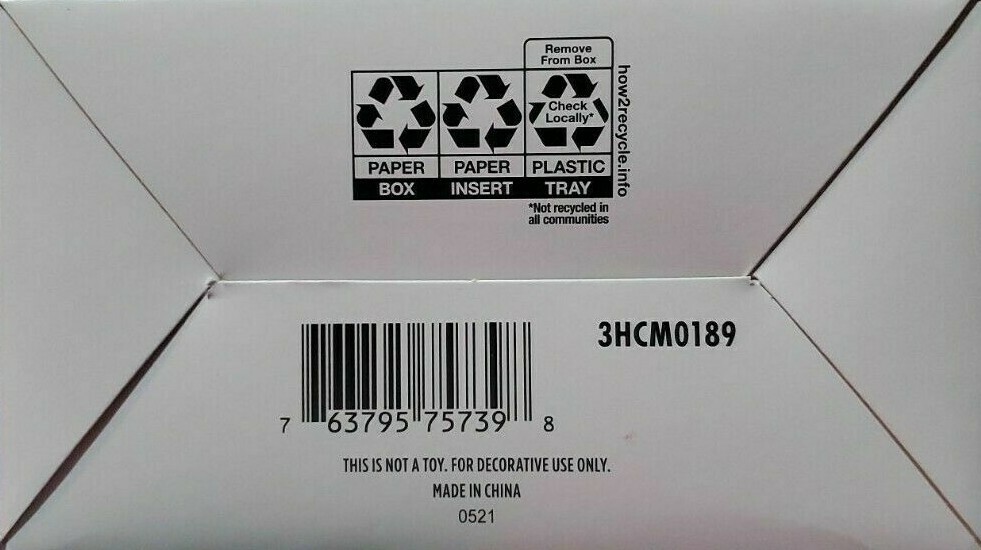 Remove
From Box
Check
Locally*
how2recycle.info
PAPER PAPER PLASTIC
BOX INSERT TRAY
*Not recycled in
all communities
3HCM0189
7 63795 75739 8
THIS IS NOT A TOY. FOR DECORATIVE USE ONLY.
MADE IN CHINA
0521